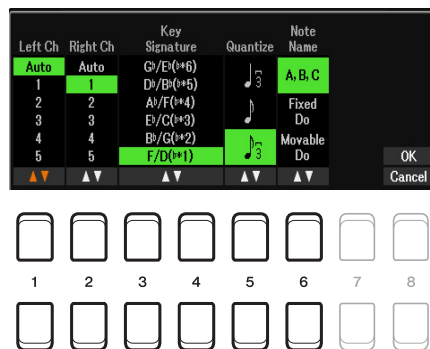 Key Note
Left Ch Right Ch Signature Quantize Name
Auto Auto G♭/E♭(♭*6)
1 1 D♭/B♭(♭*5) 3 A, B, C
2 2 A♭/F(♭*4) Fixed
3 3 E♭/C(♭*3) Do
4 4 B♭/G(♭*2) Movable
5 5 F/D(♭*1) 3 Do OK
Cancel
1 2 3 4 5 6 7 8